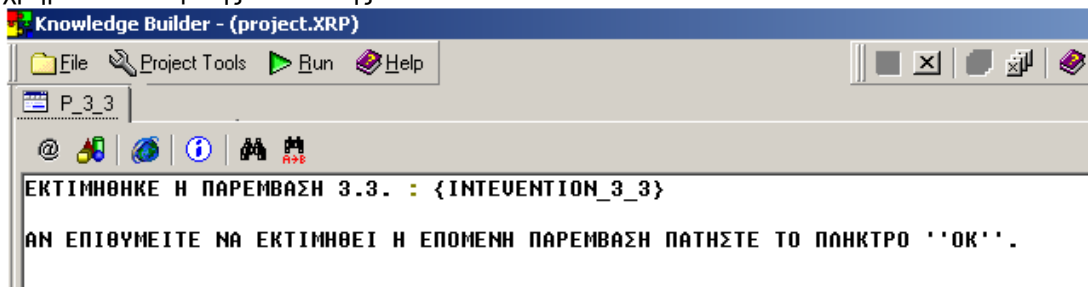 Knowledge Builder - (project.XRP)
File Project Tools Run Help
P_3_3
@ A→B
ΕΚΤΙΜΗΘΗΚΕ Η ΠΑΡΕΜΒΑΣΗ 3.3. : {INTEVENTION_3_3}
ΑΝ ΕΠΙΘΥΜΕΙΤΕ ΝΑ ΕΚΤΙΜΗΘΕΙ Η ΕΠΟΜΕΝΗ ΠΑΡΕΜΒΑΣΗ ΠΑΤΗΣΤΕ ΤΟ ΠΛΗΚΤΡΟ ''ΟΚ''.